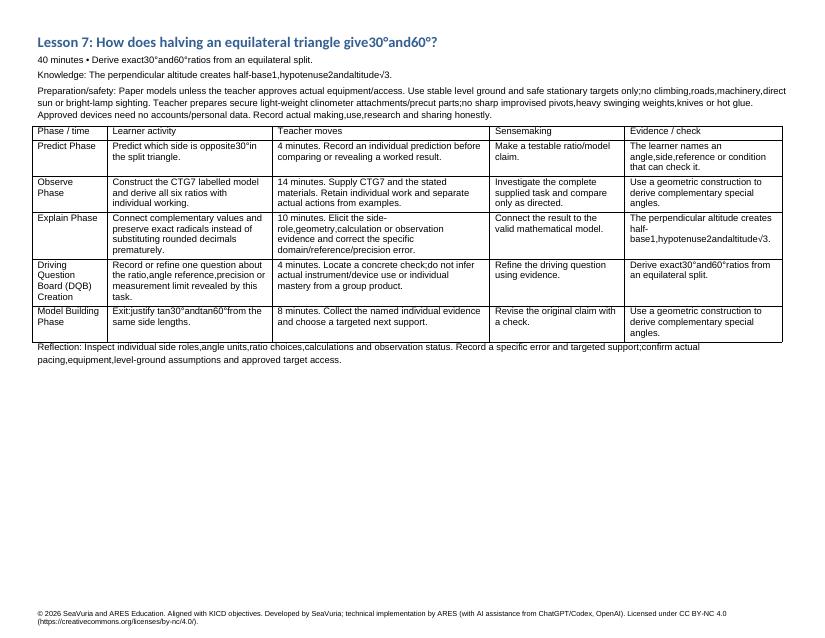 Lesson 7: How does halving an equilateral triangle give30°and60°?
40 minutes • Derive exact30°and60°ratios from an equilateral split.
Knowledge: The perpendicular altitude creates half-base1,hypotenuse2andaltitude√3.
Preparation/safety: Paper models unless the teacher approves actual equipment/access. Use stable level ground and safe stationary targets only;no climbing,roads,machinery,direct
sun or bright-lamp sighting. Teacher prepares secure light-weight clinometer attachments/precut parts;no sharp improvised pivots,heavy swinging weights,knives or hot glue.
Approved devices need no accounts/personal data. Record actual making,use,research and sharing honestly.
Phase / time
Learner activity
Teacher moves
Sensemaking
Evidence / check
Predict Phase
Predict which side is opposite30°in
the split triangle.
4 minutes. Record an individual prediction before
comparing or revealing a worked result.
Make a testable ratio/model
claim.
The learner names an
angle,side,reference or condition
that can check it.
Observe
Phase
Construct the CTG7 labelled model
and derive all six ratios with
individual working.
14 minutes. Supply CTG7 and the stated
materials. Retain individual work and separate
actual actions from examples.
Investigate the complete
supplied task and compare
only as directed.
Use a geometric construction to
derive complementary special
angles.
Explain Phase
Connect complementary values and
preserve exact radicals instead of
substituting rounded decimals
prematurely.
10 minutes. Elicit the side-
role,geometry,calculation or observation
evidence and correct the specific
domain/reference/precision error.
Connect the result to the
valid mathematical model.
The perpendicular altitude creates
half-
base1,hypotenuse2andaltitude√3.
Driving
Question
Board (DQB)
Creation
Record or refine one question about
the ratio,angle reference,precision or
measurement limit revealed by this
task.
4 minutes. Locate a concrete check;do not infer
actual instrument/device use or individual
mastery from a group product.
Refine the driving question
using evidence.
Derive exact30°and60°ratios from
an equilateral split.
Model Building
Phase
Exit:justify tan30°andtan60°from the
same side lengths.
8 minutes. Collect the named individual evidence
and choose a targeted next support.
Revise the original claim with
a check.
Use a geometric construction to
derive complementary special
angles.
Reflection: Inspect individual side roles,angle units,ratio choices,calculations and observation status. Record a specific error and targeted support;confirm actual
pacing,equipment,level-ground assumptions and approved target access.
© 2026 SeaVuria and ARES Education. Aligned with KICD objectives. Developed by SeaVuria; technical implementation by ARES (with AI assistance from ChatGPT/Codex, OpenAI). Licensed under CC BY-NC 4.0
(https://creativecommons.org/licenses/by-nc/4.0/).